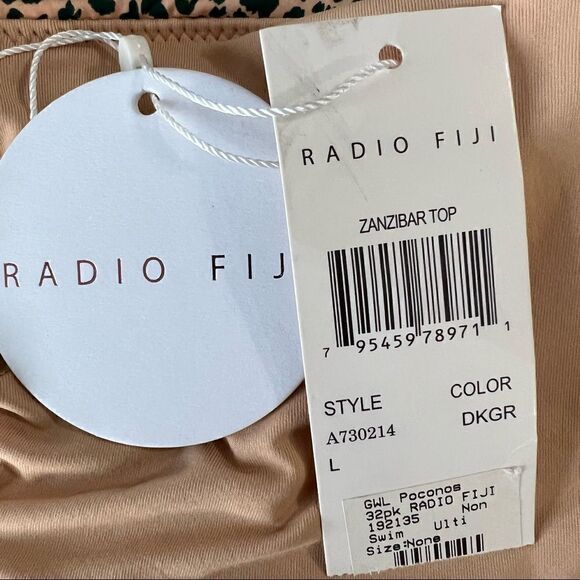 RADIO FIJI
RADIO FIJI
ZANZIBAR TOP
7 95459 78971 1
STYLE COLOR
A730214 DKGR
L
GWL Poconos
32pk RADIO FIJI
192135 Non
Swim Ulti
Size:None